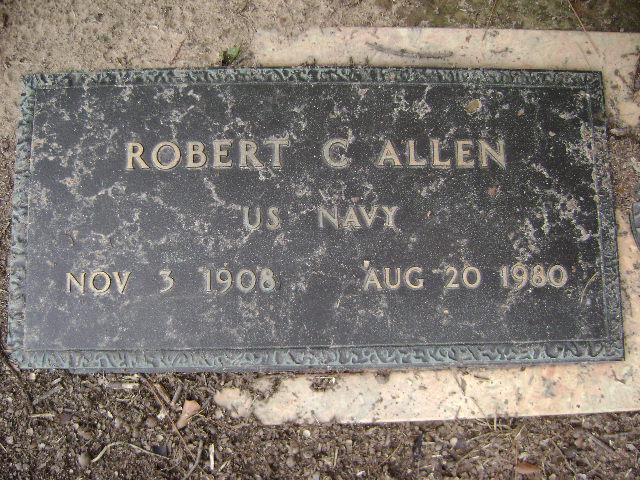 ROBERT C ALLEN
US NAVY
NOV 3 1908 AUG 20 1980